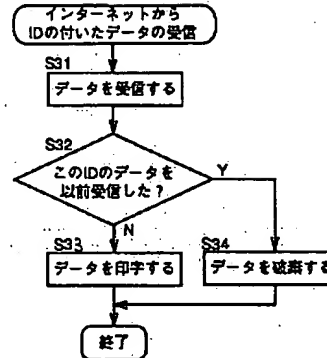 インターネットから
IDの付いたデータの受信
S31
データを受信する
S32
このIDのデータを
以前受信した？
Y
N
S33
データを印字する
S34
データを破棄する
終了